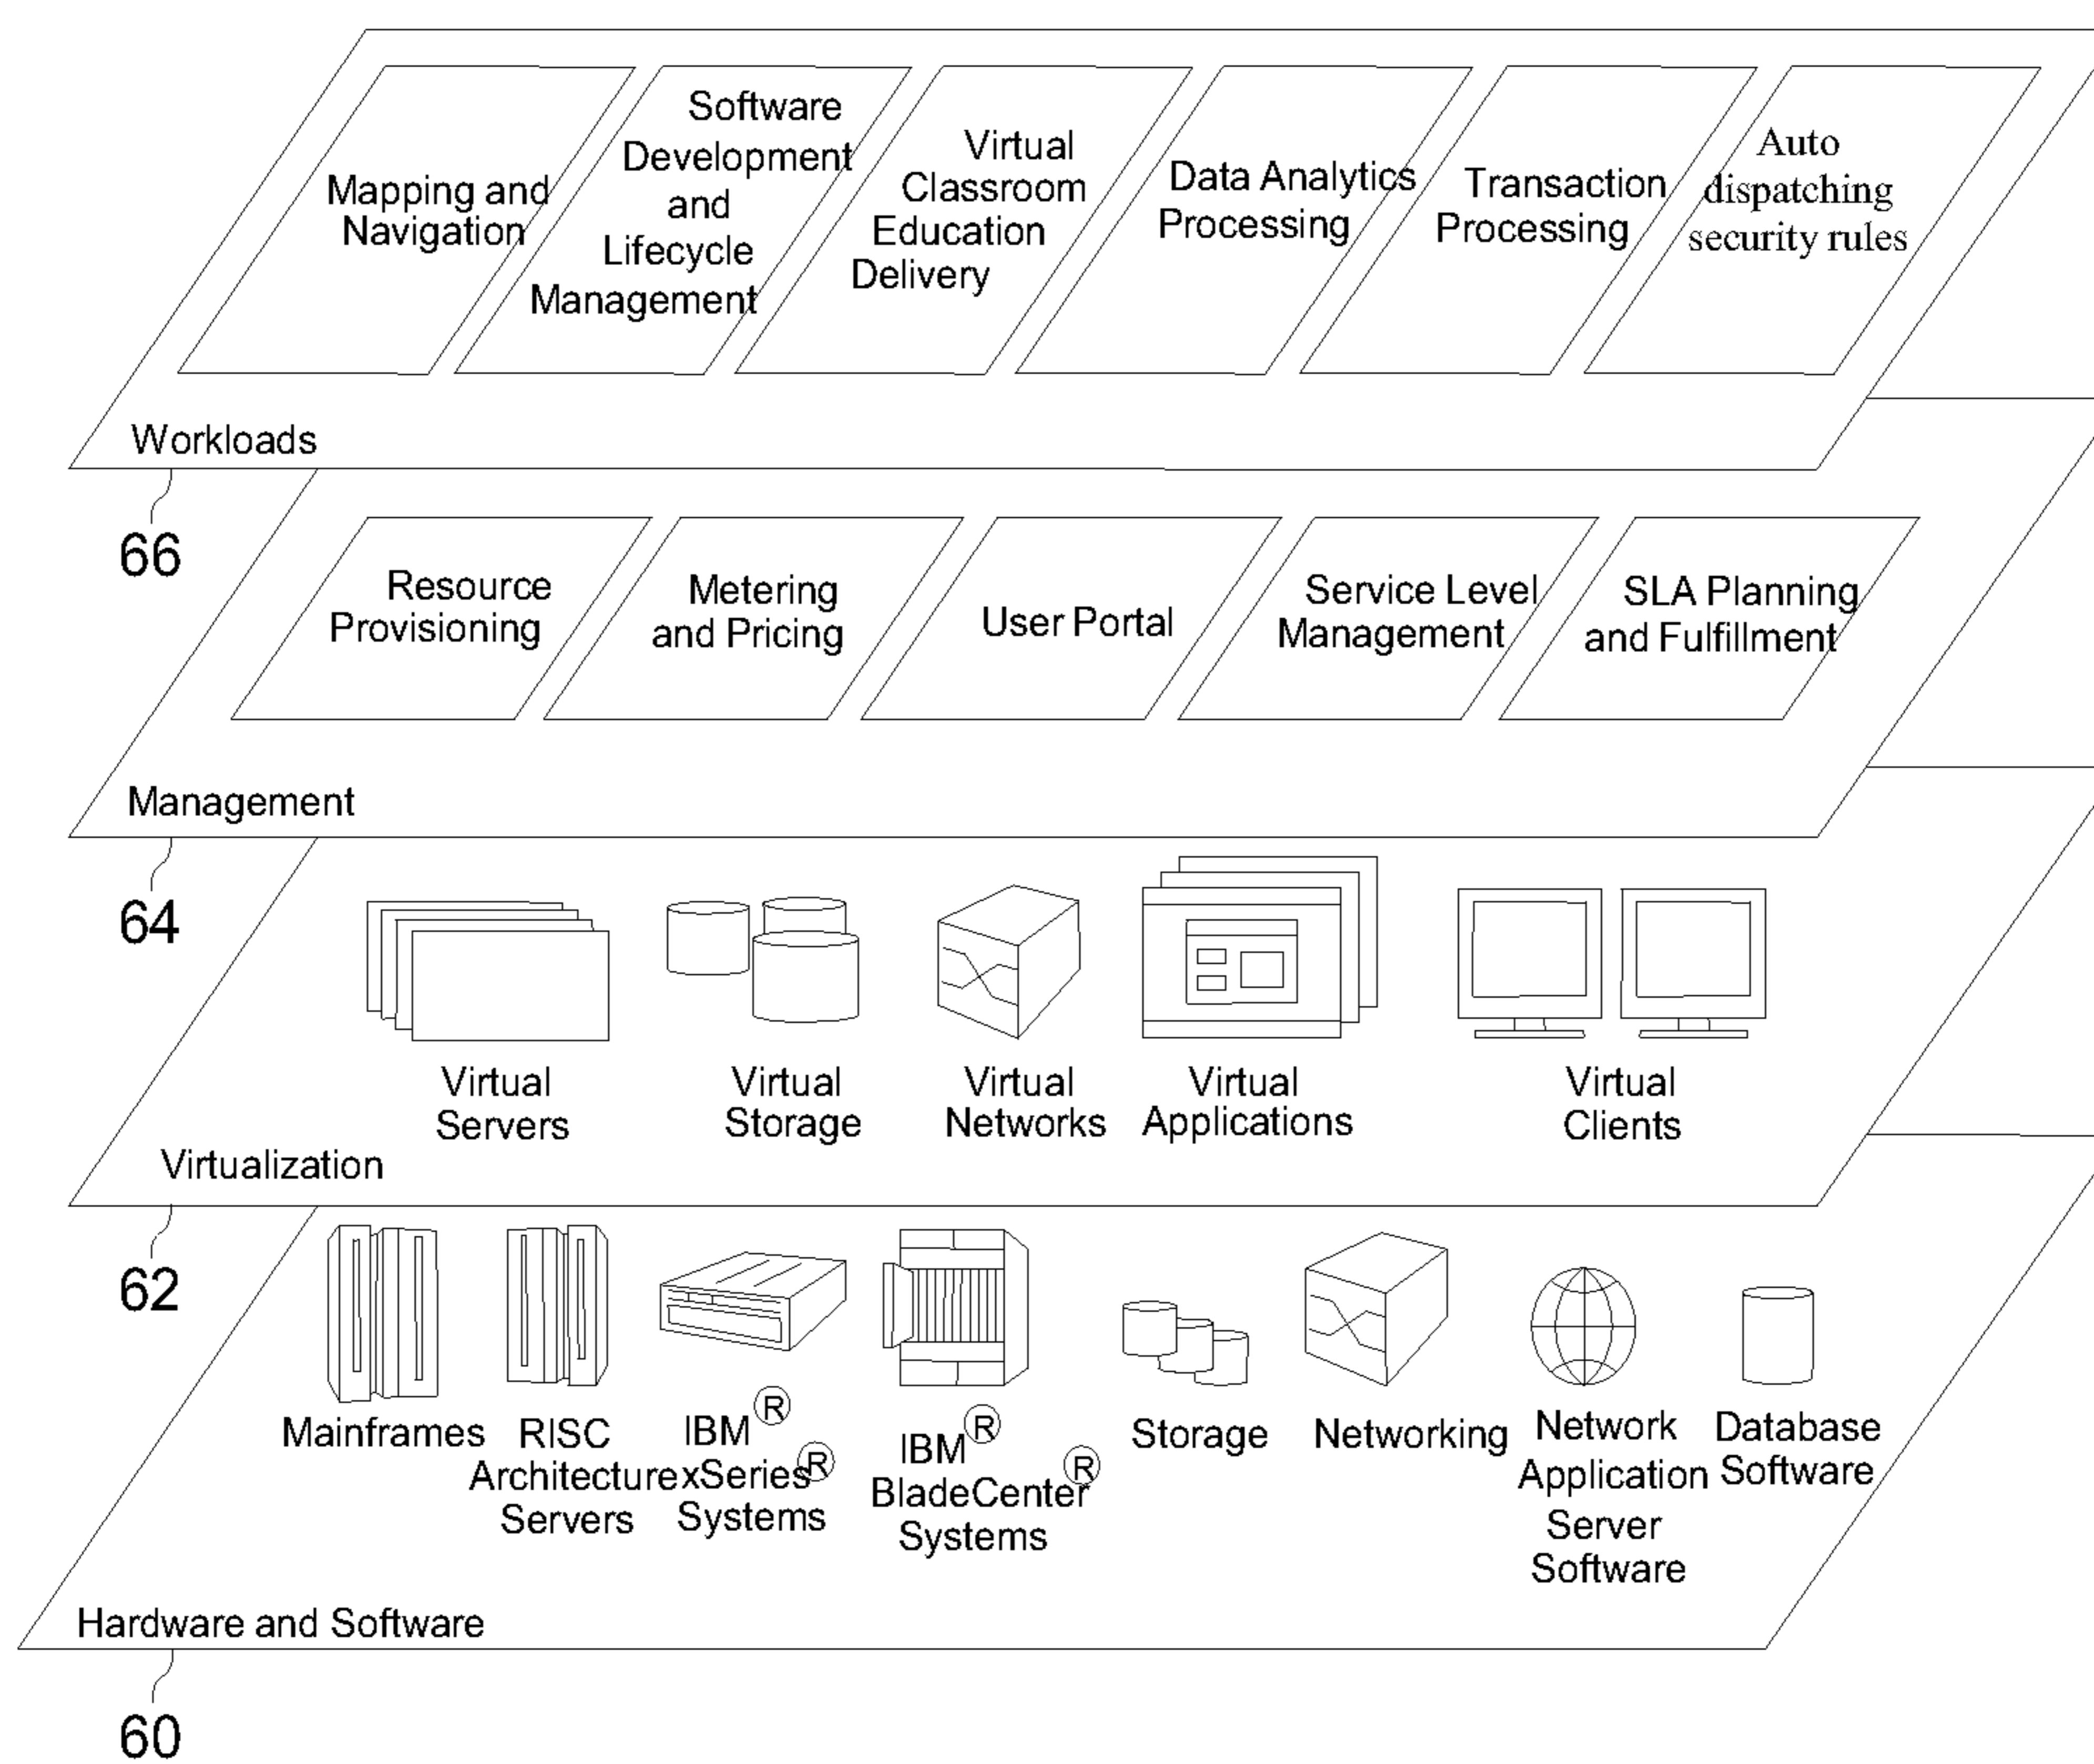 Mapping and
Navigation
Software
Development
and
Lifecycle
Management
Virtual
Classroom
Education
Delivery
Data Analytics
Processing
Transaction
Processing
Auto
dispatching
security rules
Workloads
66
Resource
Provisioning
Metering
and Pricing
User Portal
Service Level
Management
SLA Planning
and Fulfillment
Management
64
Virtual
Servers
Virtual
Storage
Virtual
Networks
Virtual
Applications
Virtual
Clients
Virtualization
62
Mainframes
RISC
Architecture
Servers
IBM®
xSeries®
Systems
IBM®
BladeCenter®
Systems
Storage
Networking
Network
Application
Server
Software
Database
Software
Hardware and Software
60